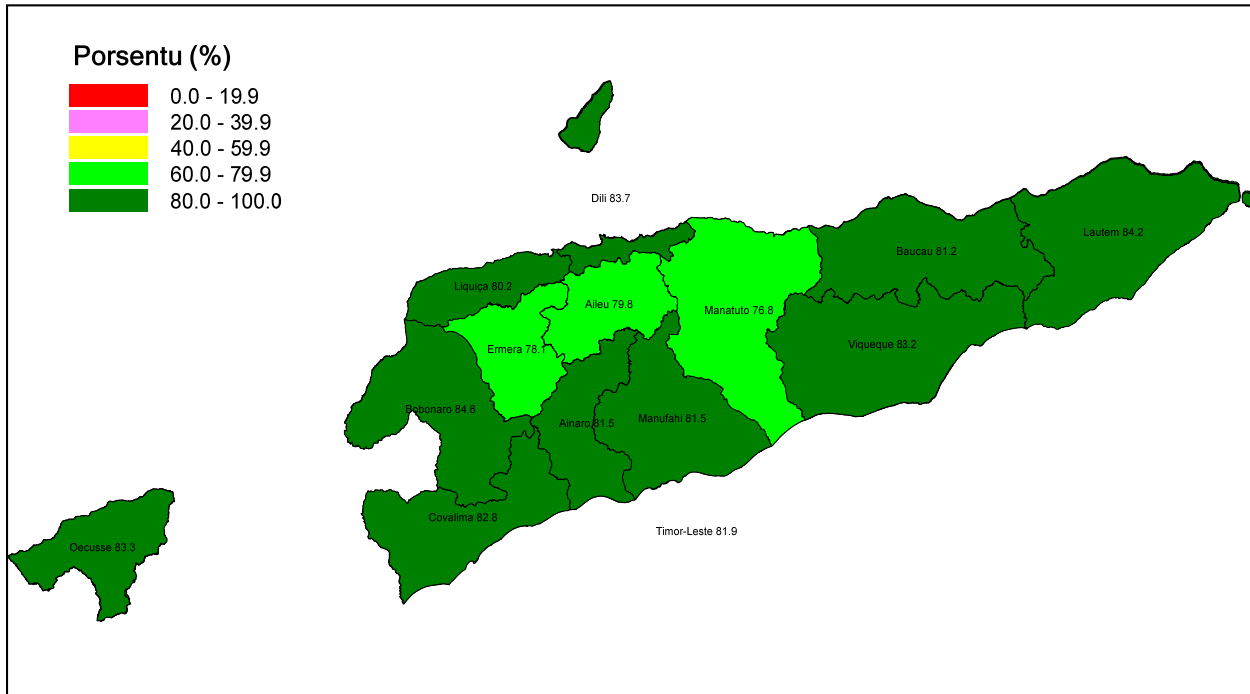 Porsentu (%)
0.0 - 19.9
20.0 - 39.9
40.0 - 59.9
60.0 - 79.9
80.0 - 100.0
Dili 83.7
Lautem 84.2
Baucau 81.2
Liquiça 80.2
Aileu 79.8
Manatuto 76.8
Ermera 78.1
Viqueque 83.2
Bobonaro 84.6
Ainaro 81.5
Manufahi 81.5
Covalima 82.8
Timor-Leste 81.9
Oecusse 83.3